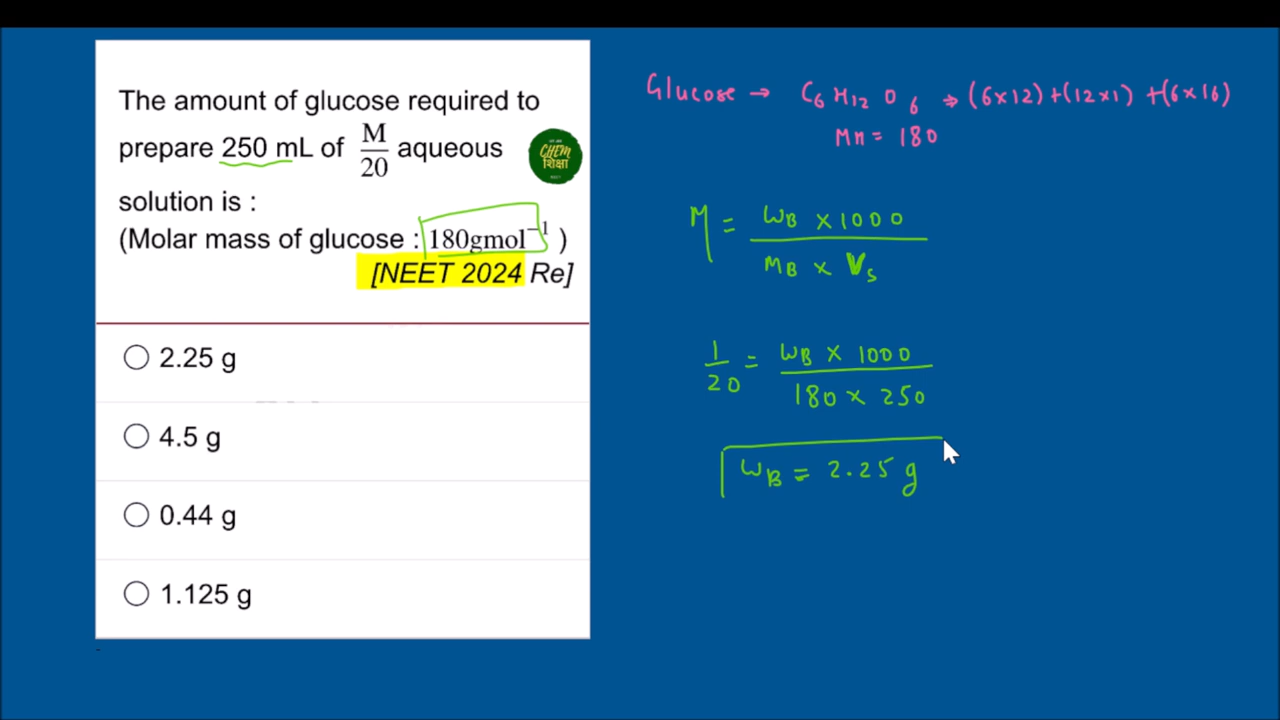 The amount of glucose required to
prepare 250 mL of M/20 aqueous
CHEM
शिक्षा
solution is :
(Molar mass of glucose : 180gmol⁻¹ )
[NEET 2024 Re]
2.25 g
4.5 g
0.44 g
1.125 g
Glucose → C₆ H₁₂ O₆ ⇒ (6×12) + (12×1) + (6×16)
Mm = 180
M = WB × 1000 / MB × Vs
1/20 = WB × 1000 / 180 × 250
WB = 2.25 g